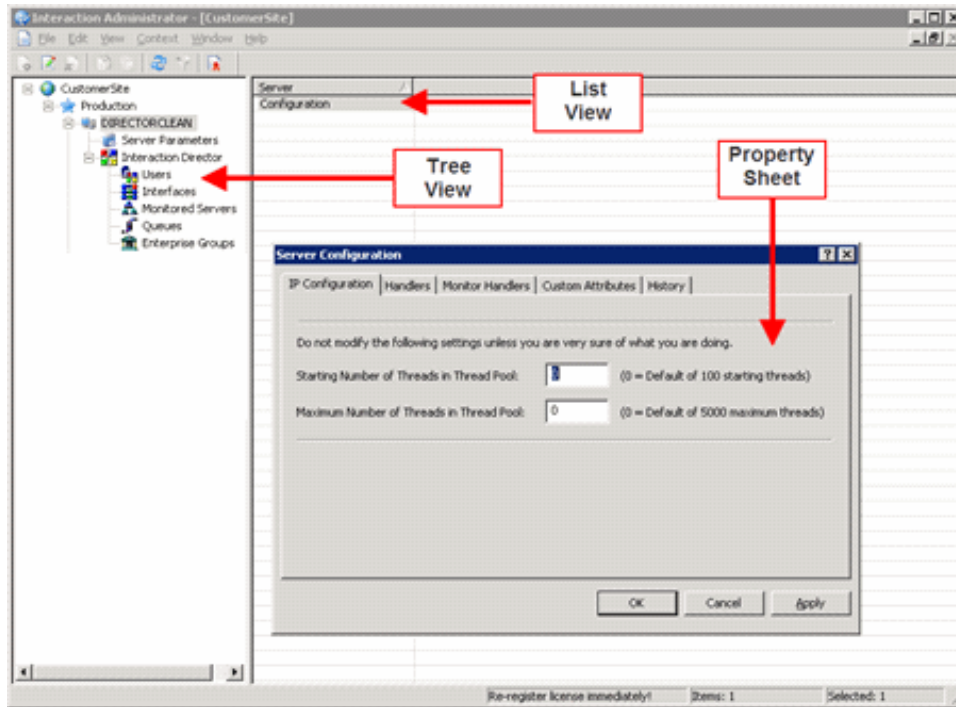 Interaction Administrator - [CustomerSite]
File Edit View Context Window Help
CustomerSite
Production
DIRECTORCLEAN
Server Parameters
Interaction Director
Users
Interfaces
Monitored Servers
Queues
Enterprise Groups
Server
Configuration
List
View
Tree
View
Property
Sheet
Server Configuration
IP Configuration Handlers Monitor Handlers Custom Attributes History
Do not modify the following settings unless you are very sure of what you are doing.
Starting Number of Threads in Thread Pool: 0 (0 = Default of 100 starting threads)
Maximum Number of Threads in Thread Pool: 0 (0 = Default of 5000 maximum threads)
OK Cancel Apply
Re-register license immediately! Items: 1 Selected: 1